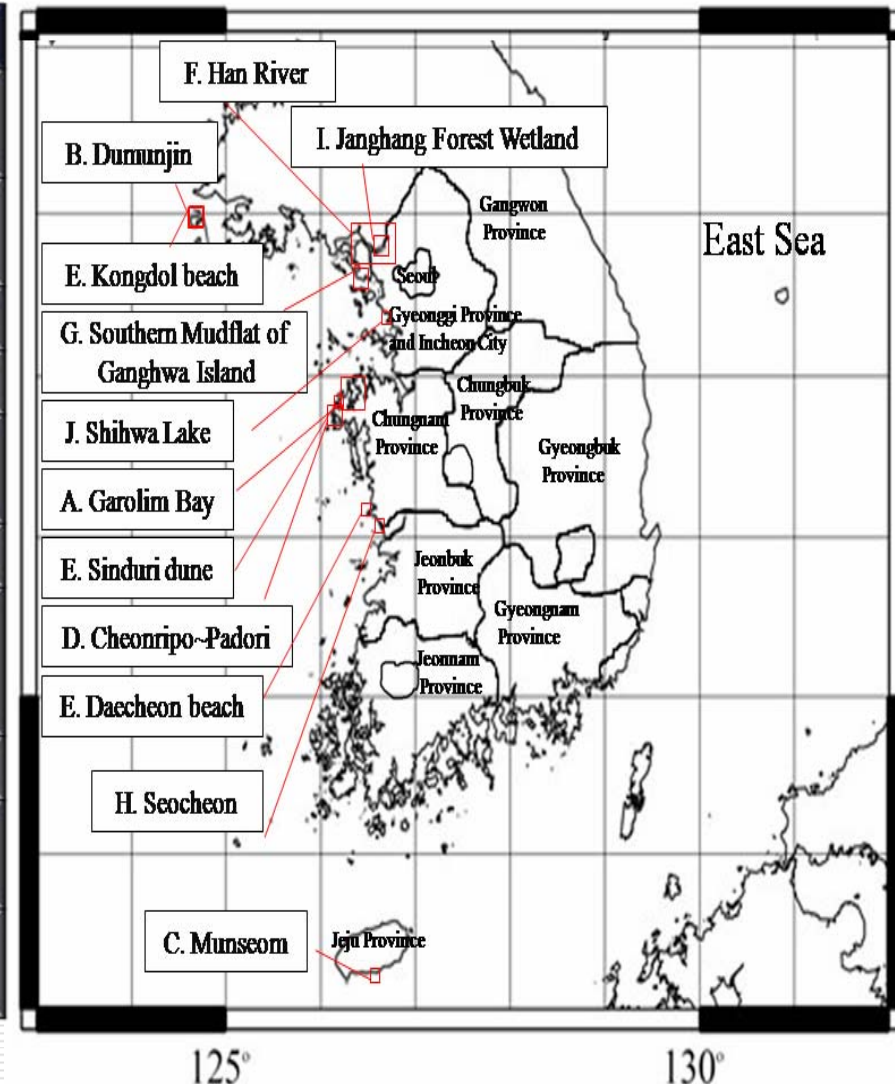 F. Han River
I. Janghang Forest Wetland
B. Dumunjin
Gangwon
Province
East Sea
E. Kongdol beach
Seoul
G. Southern Mudflat of
Ganghwa Island
Gyeonggi Province
and Incheon City
J. Shihwa Lake
Chungbuk
Province
Chungnam
Province
Gyeongbuk
Province
A. Garolim Bay
E. Sinduri dune
Jeonbuk
Province
Gyeongnam
Province
D. Cheonripo~Padori
Jeonnam
Province
E. Daecheon beach
H. Seocheon
C. Munseom
Jeju Province
125°
130°